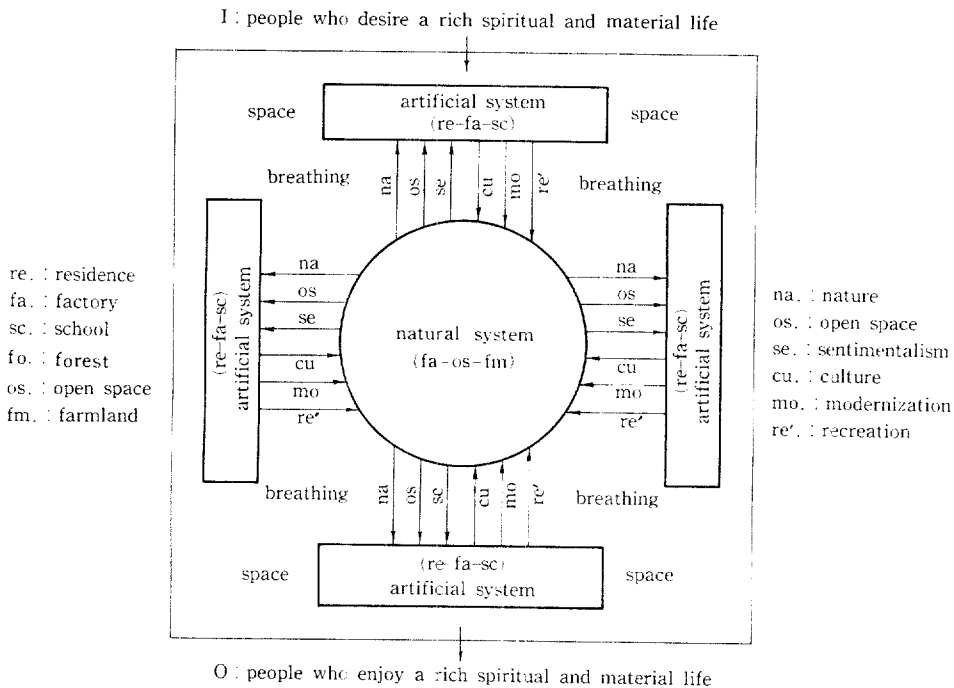 I : people who desire a rich spiritual and material life
space
artificial system
(re-fa-sc)
space
breathing
na
os
se
cu
mo
re′
breathing
re. : residence
fa. : factory
sc. : school
fo. : forest
os. : open space
fm. : farmland
(re-fa-sc)
artificial system
na
os
se
cu
mo
re′
natural system
(fa-os-fm)
na
os
se
cu
mo
re′
(re-fa-sc)
artificial system
na. : nature
os. : open space
se. : sentimentalism
cu. : culture
mo. : modernization
re′. : recreation
breathing
na
os
se
cu
mo
re′
breathing
space
(re-fa-sc)
artificial system
space
O : people who enjoy a rich spiritual and material life